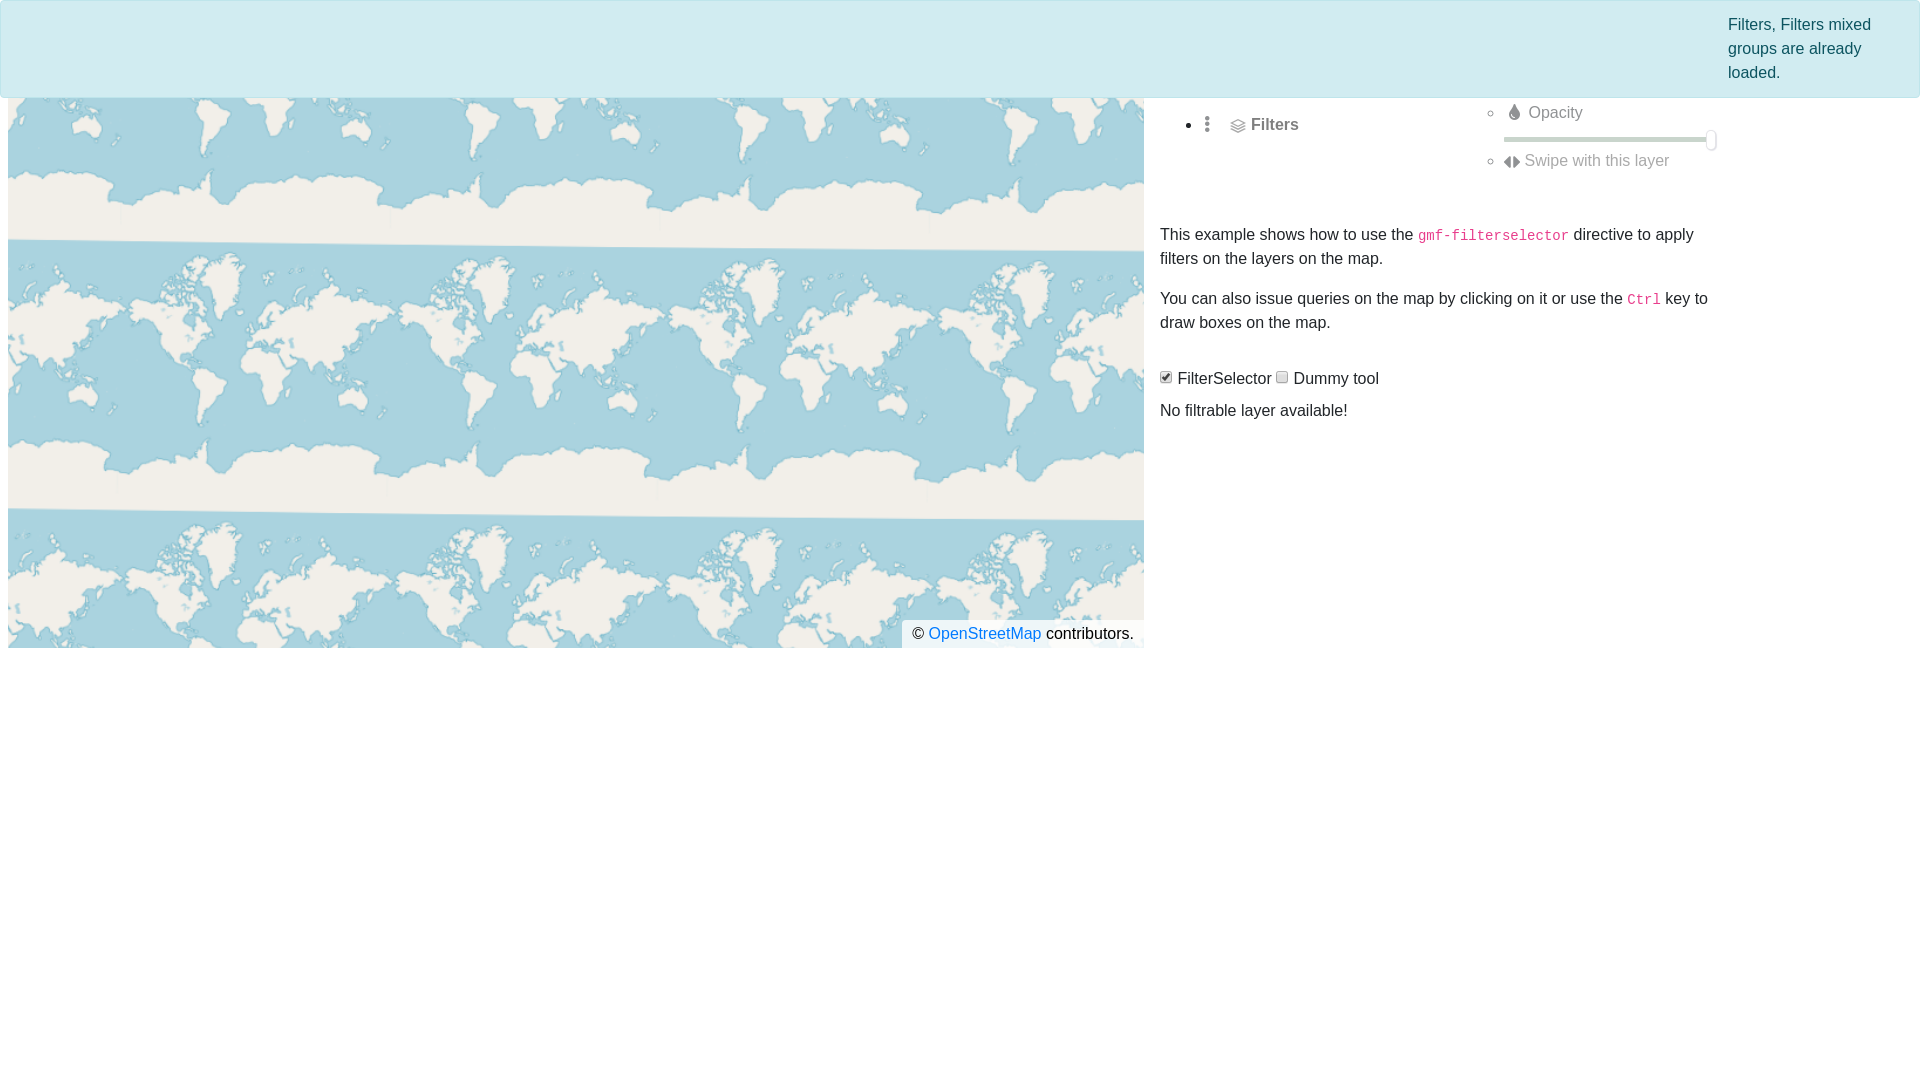 Filters, Filters mixed
groups are already
loaded.
Filters
Opacity
Swipe with this layer
This example shows how to use the gmf-filterselector directive to apply
filters on the layers on the map.
You can also issue queries on the map by clicking on it or use the Ctrl key to
draw boxes on the map.
FilterSelector Dummy tool
No filtrable layer available!
© OpenStreetMap contributors.